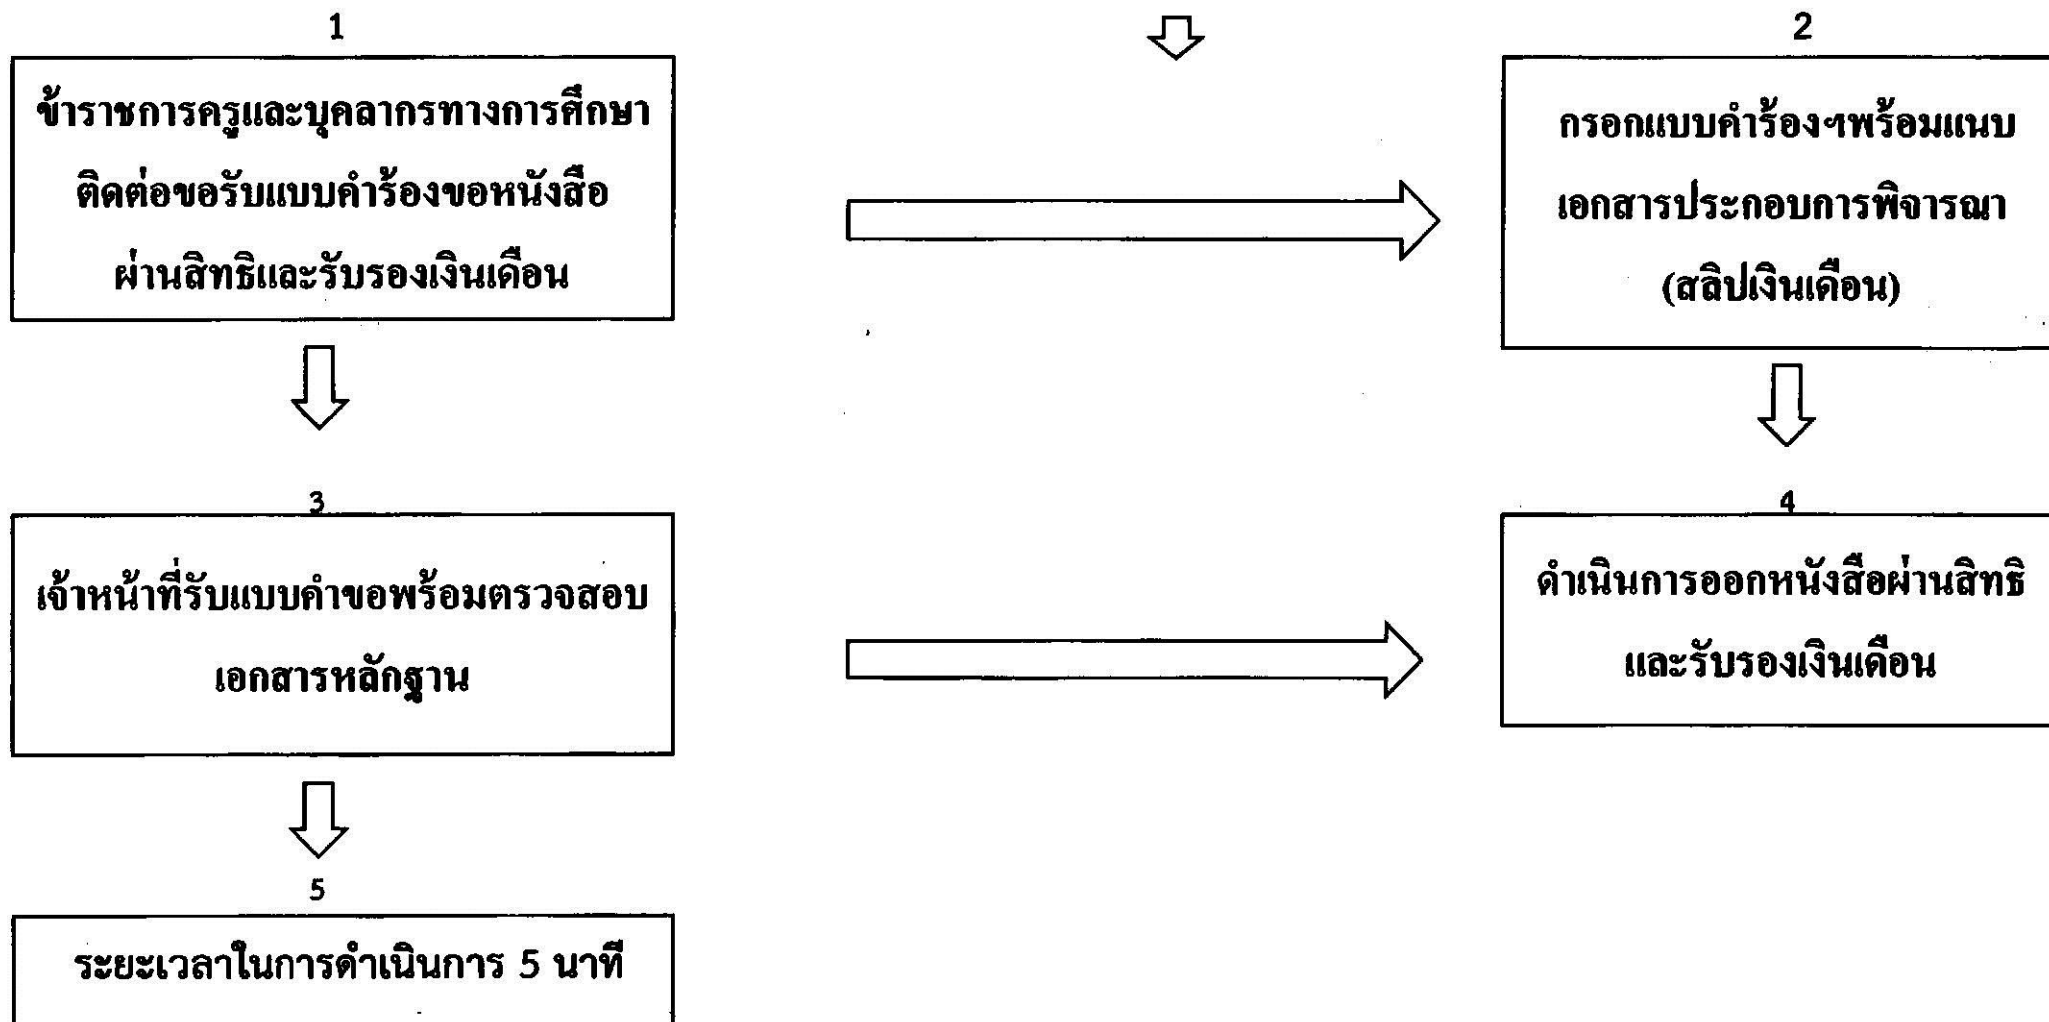 1
ข้าราชการครูและบุคลากรทางการศึกษา
ติดต่อขอรับแบบคำร้องขอหนังสือ
ผ่านสิทธิและรับรองเงินเดือน
2
กรอกแบบคำร้องฯพร้อมแนบ
เอกสารประกอบการพิจารณา
(สลิปเงินเดือน)
3
เจ้าหน้าที่รับแบบคำขอพร้อมตรวจสอบ
เอกสารหลักฐาน
4
ดำเนินการออกหนังสือผ่านสิทธิ
และรับรองเงินเดือน
5
ระยะเวลาในการดำเนินการ 5 นาที